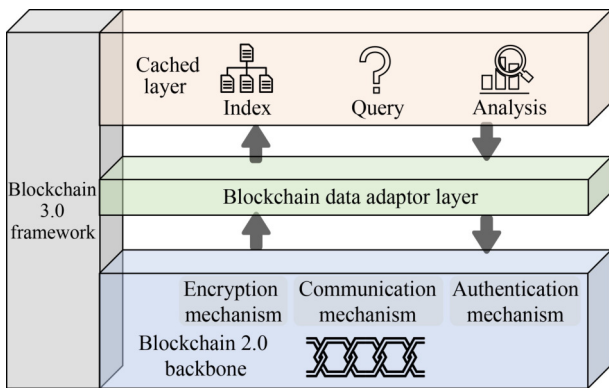 Cached
layer
Index
Query
Analysis
Blockchain
3.0
framework
Blockchain data adaptor layer
Encryption
mechanism
Communication
mechanism
Authentication
mechanism
Blockchain 2.0
backbone